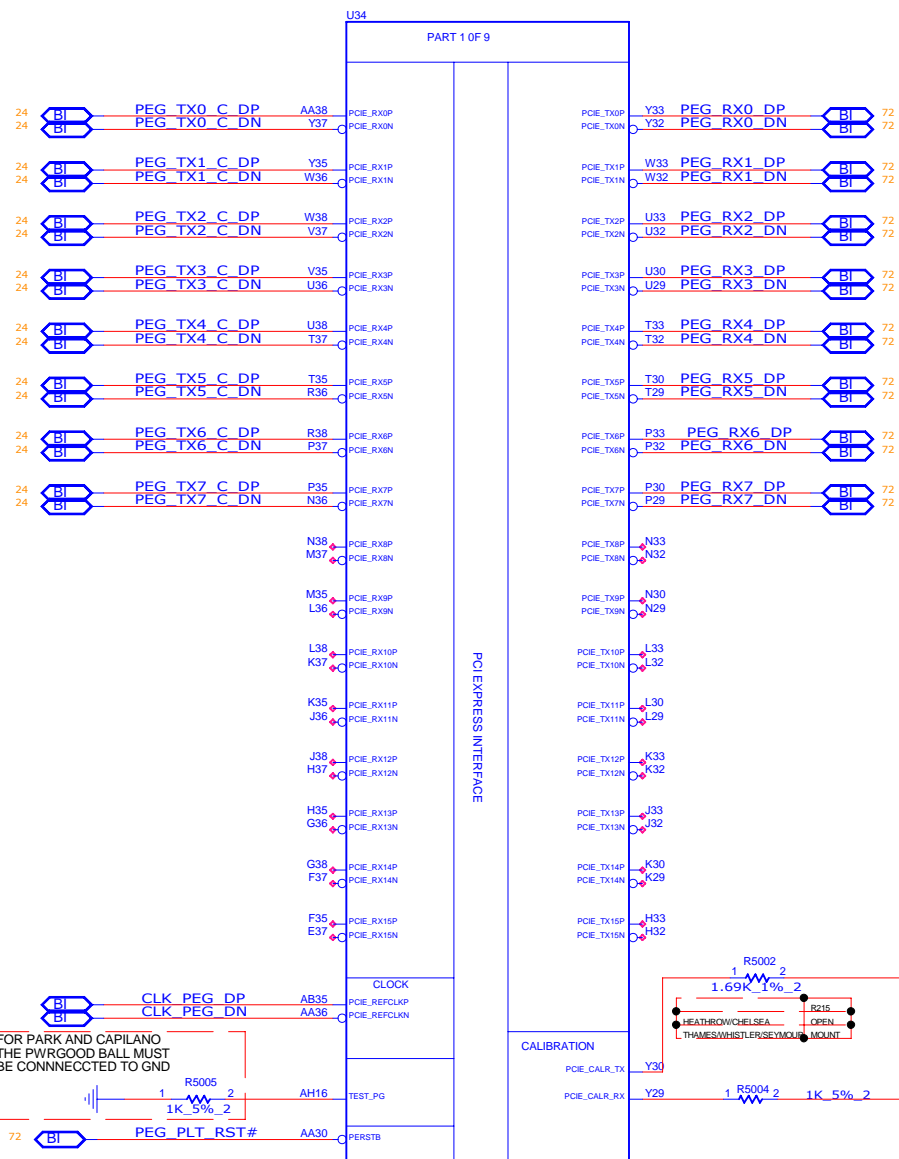 U34
PART 1 0F 9
24 BI PEG_TX0_C_DP AA38 PCIE_RX0P PCIE_TX0P Y33 PEG_RX0_DP BI 72
24 BI PEG_TX0_C_DN Y37 PCIE_RX0N PCIE_TX0N Y32 PEG_RX0_DN BI 72
24 BI PEG_TX1_C_DP Y35 PCIE_RX1P PCIE_TX1P W33 PEG_RX1_DP BI 72
24 BI PEG_TX1_C_DN W36 PCIE_RX1N PCIE_TX1N W32 PEG_RX1_DN BI 72
24 BI PEG_TX2_C_DP W38 PCIE_RX2P PCIE_TX2P U33 PEG_RX2_DP BI 72
24 BI PEG_TX2_C_DN V37 PCIE_RX2N PCIE_TX2N U32 PEG_RX2_DN BI 72
24 BI PEG_TX3_C_DP V35 PCIE_RX3P PCIE_TX3P U30 PEG_RX3_DP BI 72
24 BI PEG_TX3_C_DN U36 PCIE_RX3N PCIE_TX3N U29 PEG_RX3_DN BI 72
24 BI PEG_TX4_C_DP U38 PCIE_RX4P PCIE_TX4P T33 PEG_RX4_DP BI 72
24 BI PEG_TX4_C_DN T37 PCIE_RX4N PCIE_TX4N T32 PEG_RX4_DN BI 72
24 BI PEG_TX5_C_DP T35 PCIE_RX5P PCIE_TX5P T30 PEG_RX5_DP BI 72
24 BI PEG_TX5_C_DN R36 PCIE_RX5N PCIE_TX5N T29 PEG_RX5_DN BI 72
24 BI PEG_TX6_C_DP R38 PCIE_RX6P PCIE_TX6P P33 PEG_RX6_DP BI 72
24 BI PEG_TX6_C_DN P37 PCIE_RX6N PCIE_TX6N P32 PEG_RX6_DN BI 72
24 BI PEG_TX7_C_DP P35 PCIE_RX7P PCIE_TX7P P30 PEG_RX7_DP BI 72
24 BI PEG_TX7_C_DN N36 PCIE_RX7N PCIE_TX7N P29 PEG_RX7_DN BI 72
N38 PCIE_RX8P PCIE_TX8P N33
M37 PCIE_RX8N PCIE_TX8N N32
M35 PCIE_RX9P PCIE_TX9P N30
L36 PCIE_RX9N PCIE_TX9N N29
L38 PCIE_RX10P PCIE_TX10P L33
K37 PCIE_RX10N PCIE_TX10N L32
K35 PCIE_RX11P PCIE_TX11P L30
J36 PCIE_RX11N PCIE_TX11N L29
PCI EXPRESS INTERFACE
J38 PCIE_RX12P PCIE_TX12P K33
H37 PCIE_RX12N PCIE_TX12N K32
H35 PCIE_RX13P PCIE_TX13P J33
G36 PCIE_RX13N PCIE_TX13N J32
G38 PCIE_RX14P PCIE_TX14P K30
F37 PCIE_RX14N PCIE_TX14N K29
F35 PCIE_RX15P PCIE_TX15P H33
E37 PCIE_RX15N PCIE_TX15N H32
CLOCK
BI CLK_PEG_DP AB35 PCIE_REFCLKP
BI CLK_PEG_DN AA36 PCIE_REFCLKN
R5002
1 2
1.69K_1%_2
R215
HEATHROW/CHELSEA OPEN
THAMES/WHISTLER/SEYMOUR MOUNT
FOR PARK AND CAPILANO
THE PWRGOOD BALL MUST
BE CONNNECCTED TO GND
CALIBRATION
PCIE_CALR_TX Y30
R5005
1 2 AH16 TEST_PG
1K_5%_2
PCIE_CALR_RX Y29 1 R5004 2 1K_5%_2
72 BI PEG_PLT_RST# AA30 PERSTB